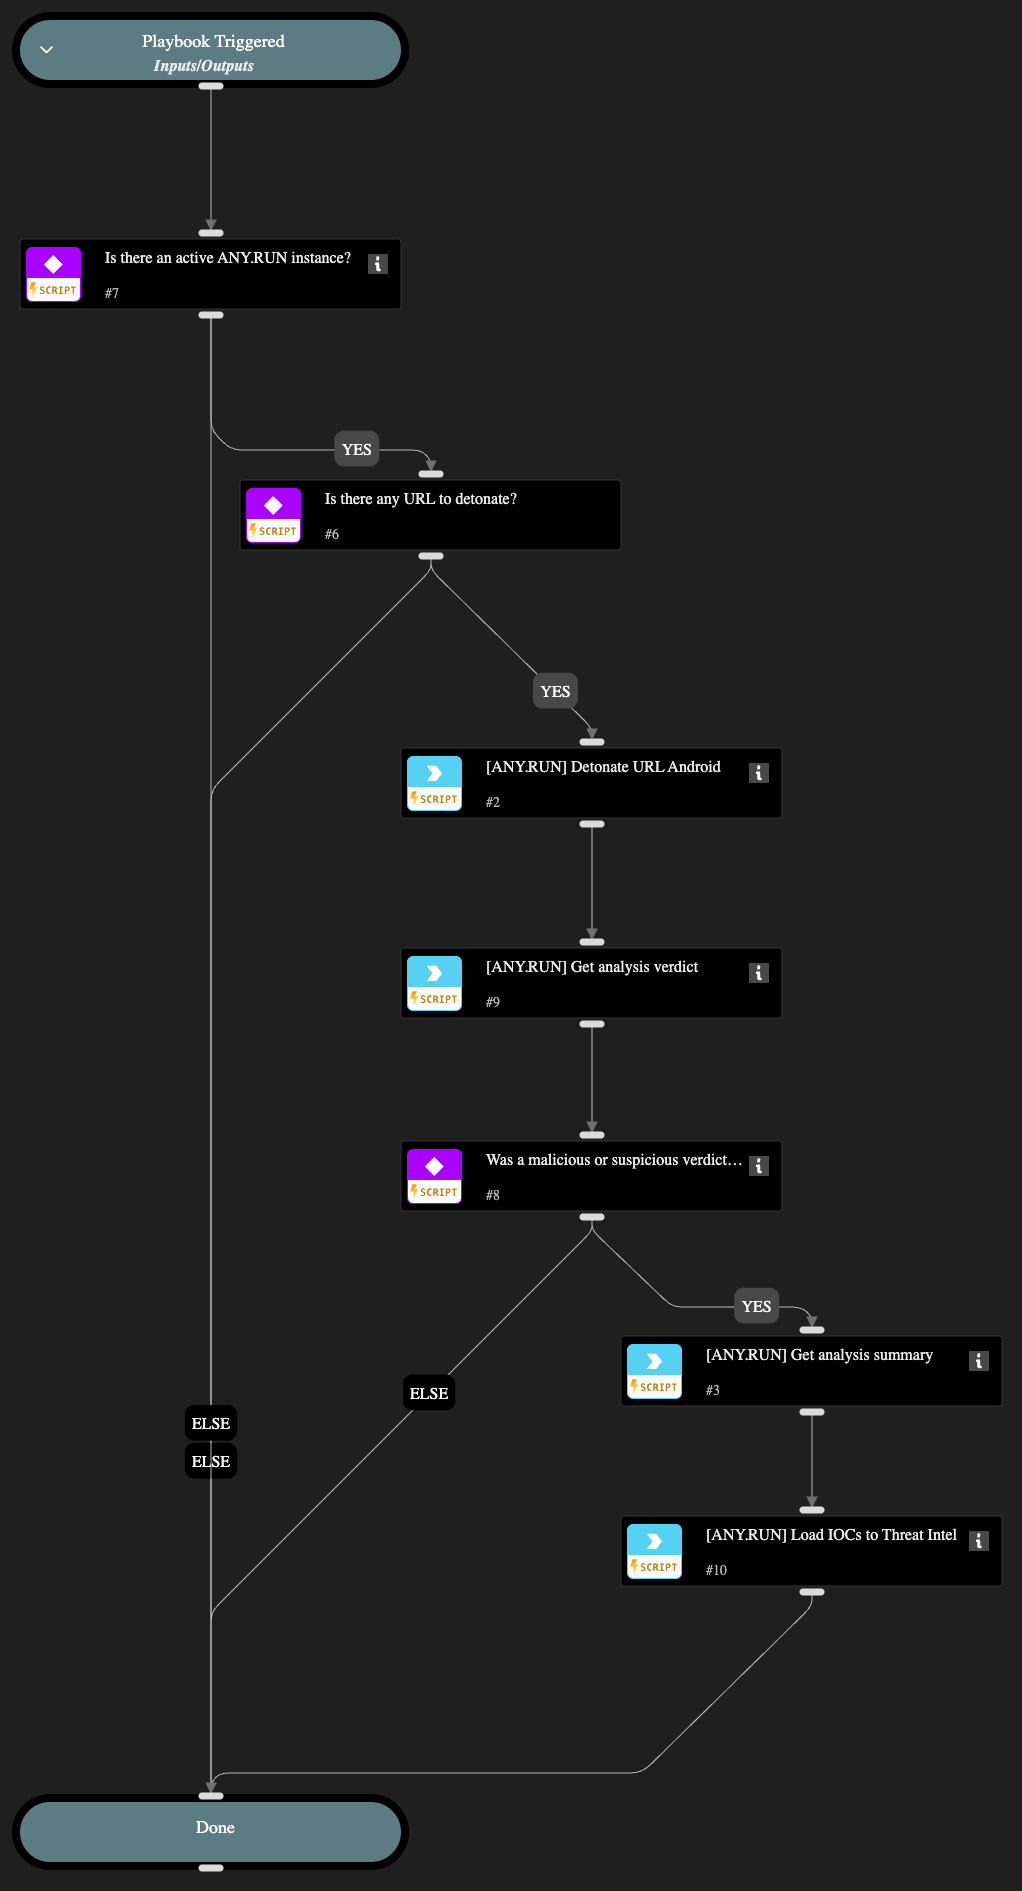 Playbook Triggered
Inputs/Outputs
Is there an active ANY.RUN instance?
SCRIPT
#7
YES
Is there any URL to detonate?
SCRIPT
#6
YES
[ANY.RUN] Detonate URL Android
SCRIPT
#2
[ANY.RUN] Get analysis verdict
SCRIPT
#9
Was a malicious or suspicious verdict…
SCRIPT
#8
YES
[ANY.RUN] Get analysis summary
SCRIPT
#3
ELSE
ELSE
ELSE
[ANY.RUN] Load IOCs to Threat Intel
SCRIPT
#10
Done